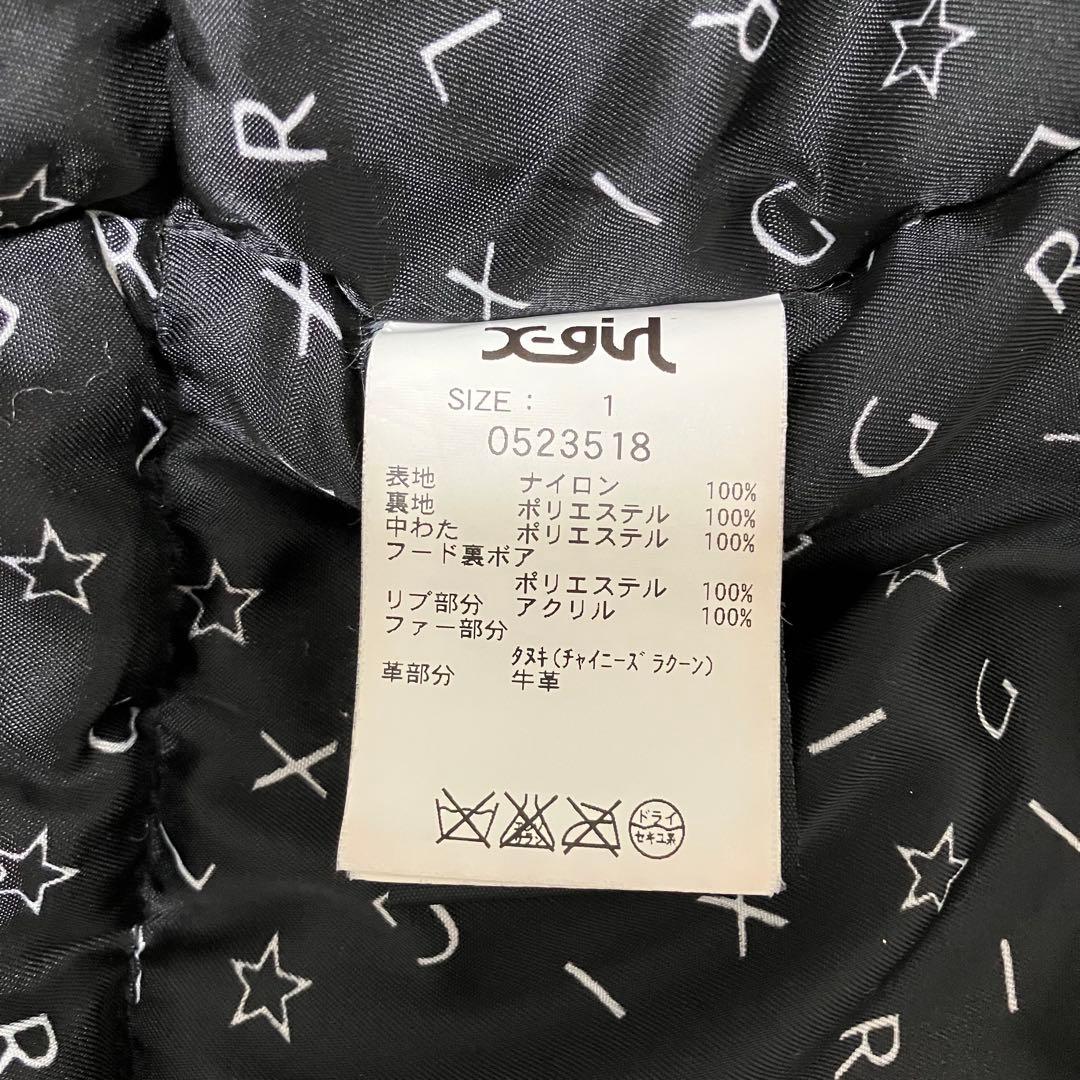 X-girl
SIZE : 1
0523518
表地 ナイロン 100%
裏地 ポリエステル 100%
中わた ポリエステル 100%
フード裏ボア
ポリエステル 100%
リブ部分 アクリル 100%
ファー部分
タヌキ(チャイニーズラクーン)
革部分 牛革
ドライ
セキユ系